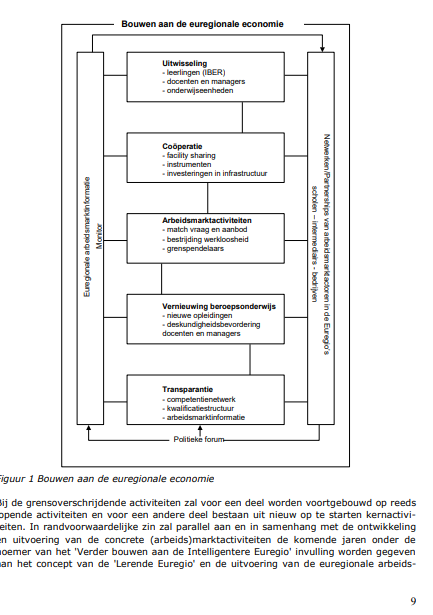 Bouwen aan de euregionale economie
Euregionale arbeidsmarktinformatie
Monitor
Uitwisseling
- leerlingen (IBER)
- docenten en managers
- onderwijseenheden
Coöperatie
- facility sharing
- instrumenten
- investeringen in infrastructuur
Arbeidsmarktactiviteiten
- match vraag en aanbod
- bestrijding werkloosheid
- grenspendelaars
Vernieuwing beroepsonderwijs
- nieuwe opleidingen
- deskundigheidsbevordering
docenten en managers
Transparantie
- competentienetwerk
- kwalificatiestructuur
- arbeidsmarktinformatie
Netwerken/Partnerships van arbeidsmarktactoren in de Euregio's
scholen – intermediairs - bedrijven
Politieke forum
Figuur 1 Bouwen aan de euregionale economie
Bij de grensoverschrijdende activiteiten zal voor een deel worden voortgebouwd op reeds
lopende activiteiten en voor een andere deel bestaan uit nieuw op te starten kernactivi-
teiten. In randvoorwaardelijke zin zal parallel aan en in samenhang met de ontwikkeling
en uitvoering van de concrete (arbeids)marktactiviteiten de komende jaren onder de
noemer van het 'Verder bouwen aan de Intelligentere Euregio' invulling worden gegeven
aan het concept van de 'Lerende Euregio' en de uitvoering van de euregionale arbeids-
9